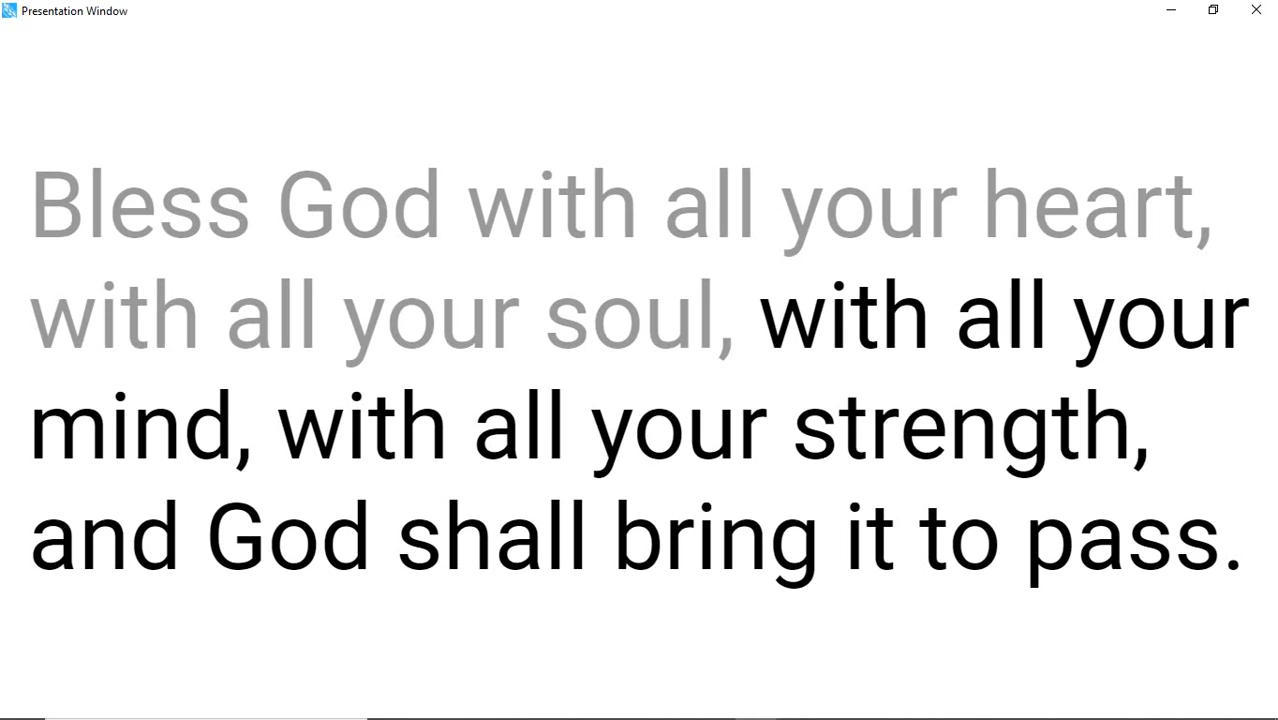 Presentation Window
Bless God with all your heart,
with all your soul, with all your
mind, with all your strength,
and God shall bring it to pass.